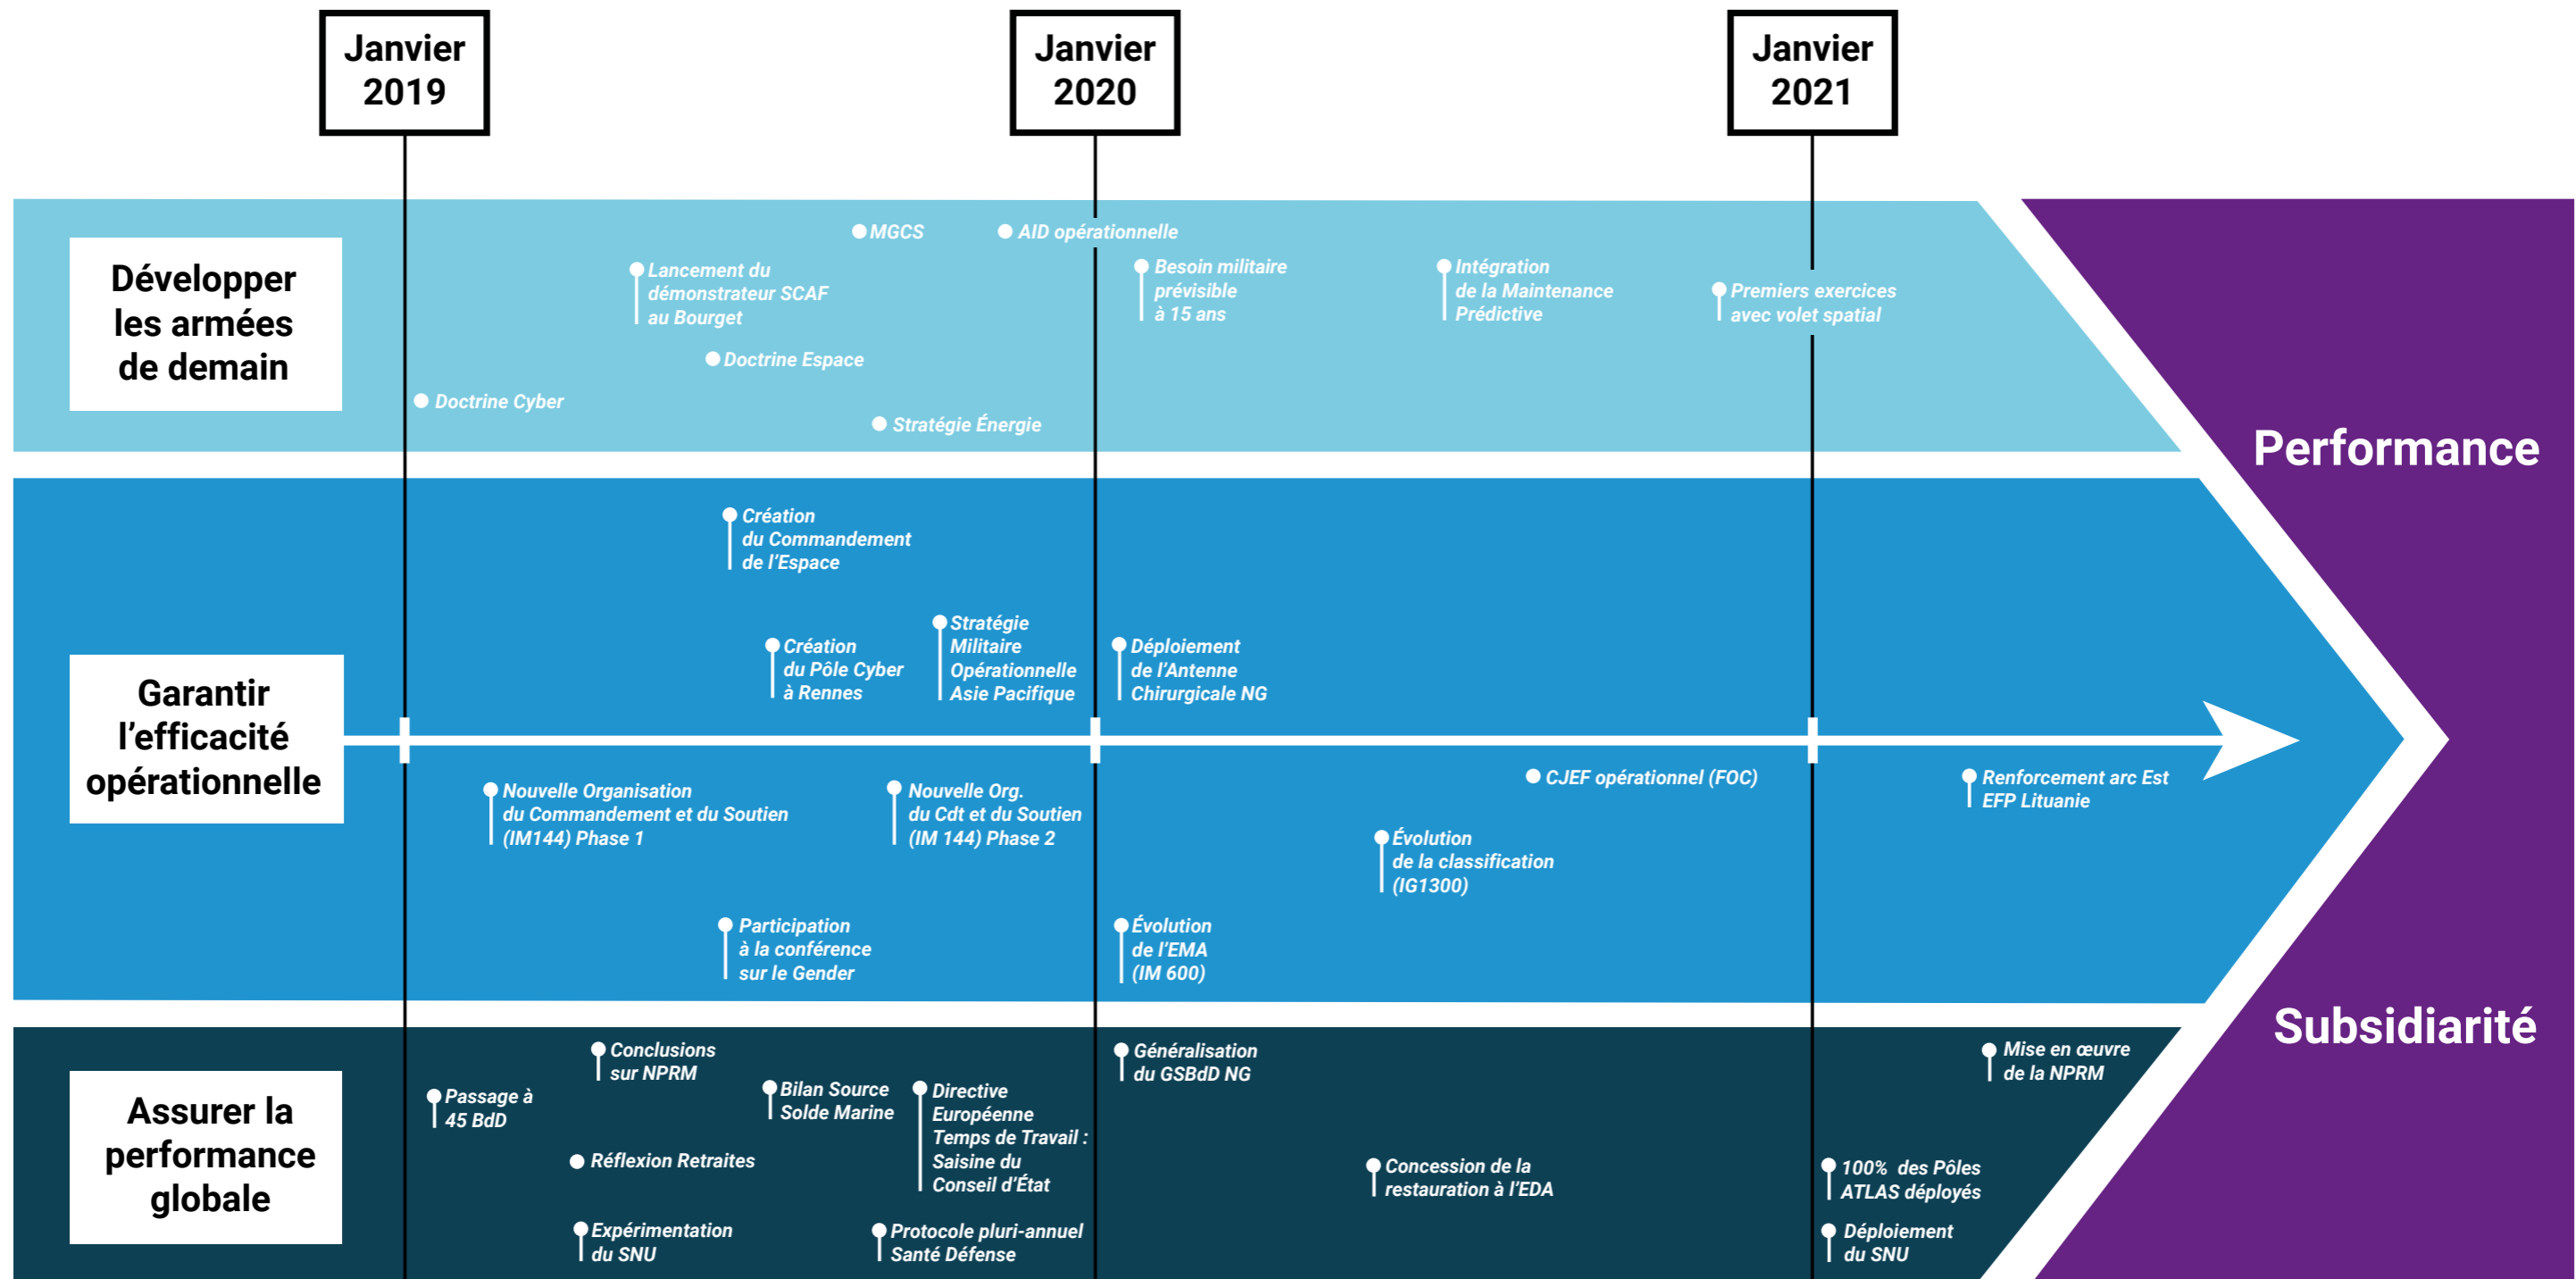 Janvier
2019
Janvier
2020
Janvier
2021
Développer
les armées
de demain
MGCS
AID opérationnelle
Lancement du
démonstrateur SCAF
au Bourget
Besoin militaire
prévisible
à 15 ans
Intégration
de la Maintenance
Prédictive
Premiers exercices
avec volet spatial
Doctrine Espace
Doctrine Cyber
Stratégie Énergie
Performance
Garantir
l’efficacité
opérationnelle
Création
du Commandement
de l’Espace
Création
du Pôle Cyber
à Rennes
Stratégie
Militaire
Opérationnelle
Asie Pacifique
Déploiement
de l’Antenne
Chirurgicale NG
Nouvelle Organisation
du Commandement et du Soutien
(IM144) Phase 1
Nouvelle Org.
du Cdt et du Soutien
(IM 144) Phase 2
CJEF opérationnel (FOC)
Renforcement arc Est
EFP Lituanie
Évolution
de la classification
(IG1300)
Participation
à la conférence
sur le Gender
Évolution
de l’EMA
(IM 600)
Subsidiarité
Assurer la
performance
globale
Conclusions
sur NPRM
Passage à
45 BdD
Bilan Source
Solde Marine
Directive
Européenne
Temps de Travail :
Saisine du
Conseil d’État
Généralisation
du GSBdD NG
Mise en œuvre
de la NPRM
Réflexion Retraites
Concession de la
restauration à l’EDA
100%  des Pôles
ATLAS déployés
Expérimentation
du SNU
Protocole pluri-annuel
Santé Défense
Déploiement
du SNU